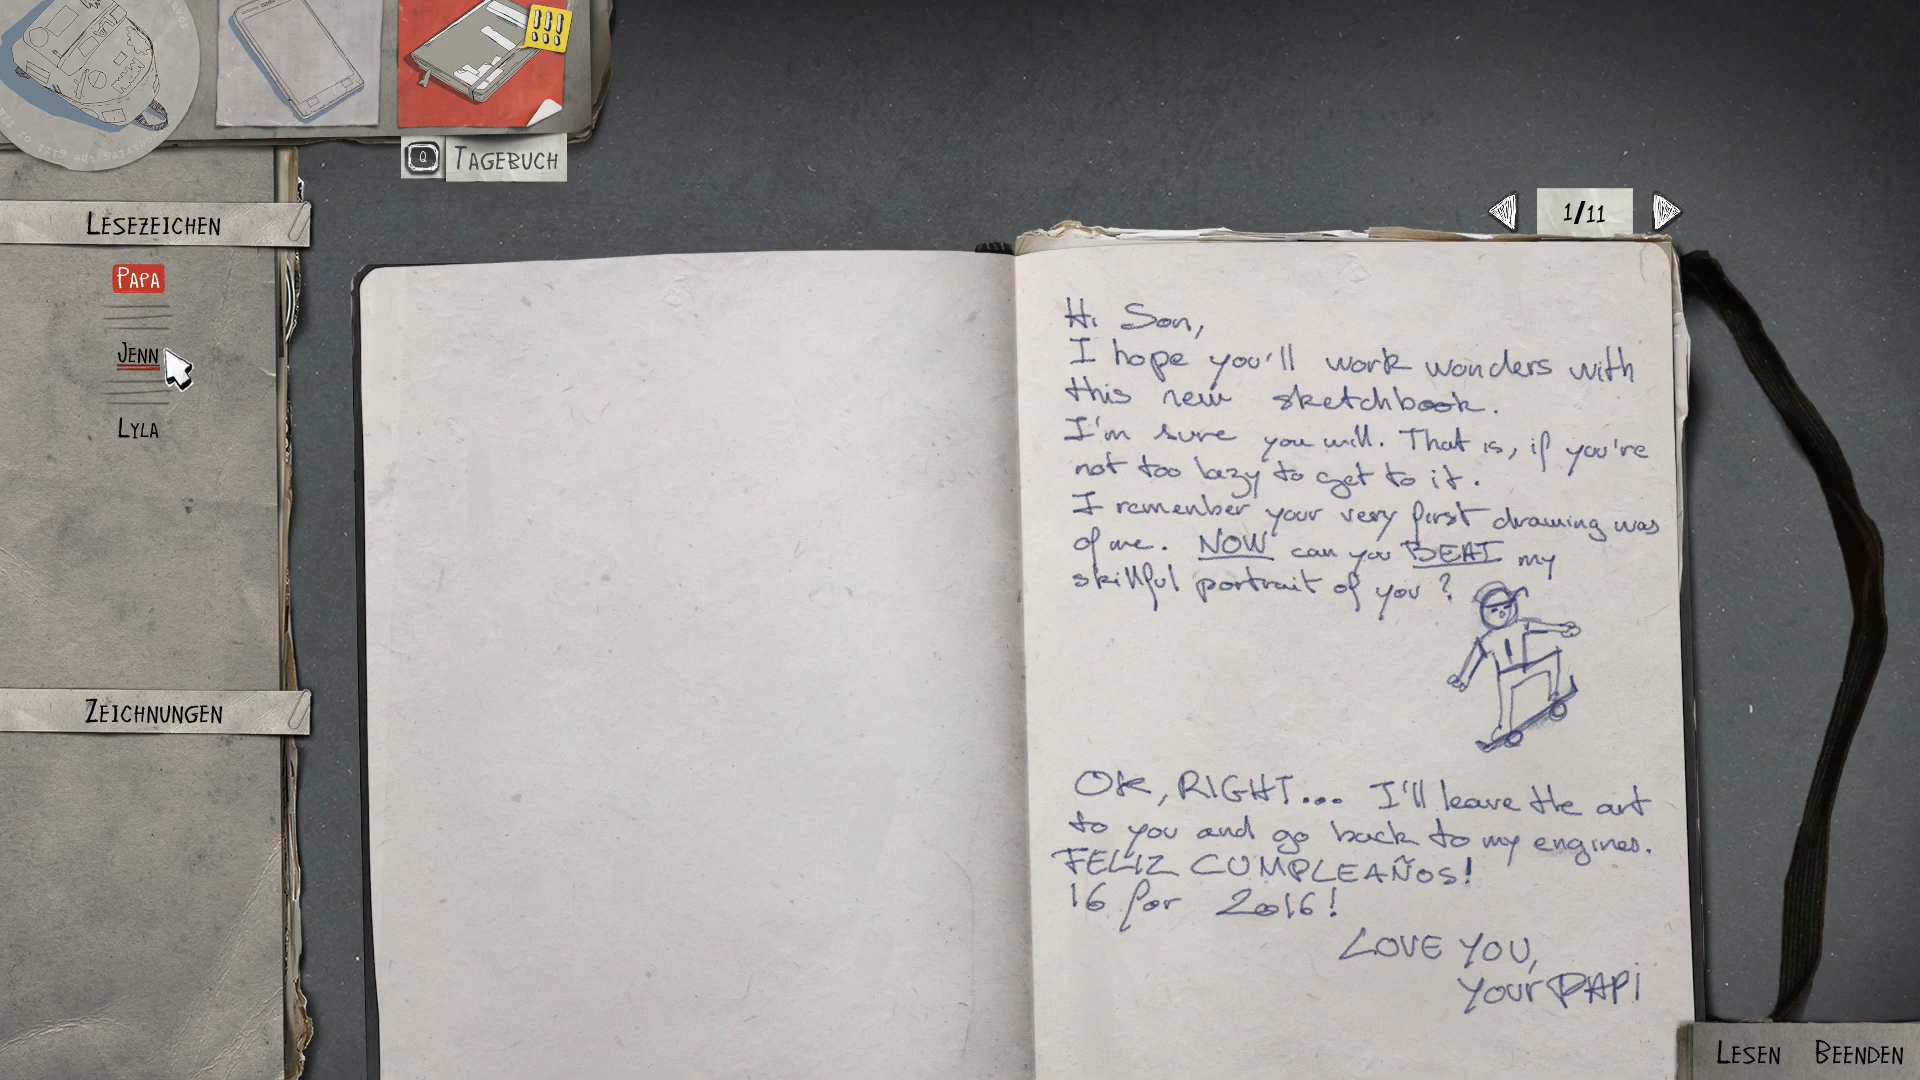 Q TAGEBUCH
LESEZEICHEN
PAPA
JENN
LYLA
ZEICHNUNGEN
1/11
Hi Son,
I hope you'll work wonders with
this new sketchbook.
I'm sure you will. That is, if you're
not too lazy to get to it.
I remember your very first drawing was
of me. NOW can you BEAT my
skillful portrait of you?
OK, RIGHT... I'll leave the art
to you and go back to my engines.
FELIZ CUMPLEAÑOS!
16 for 2016!
LOVE YOU,
Your PAPI
LESEN BEENDEN